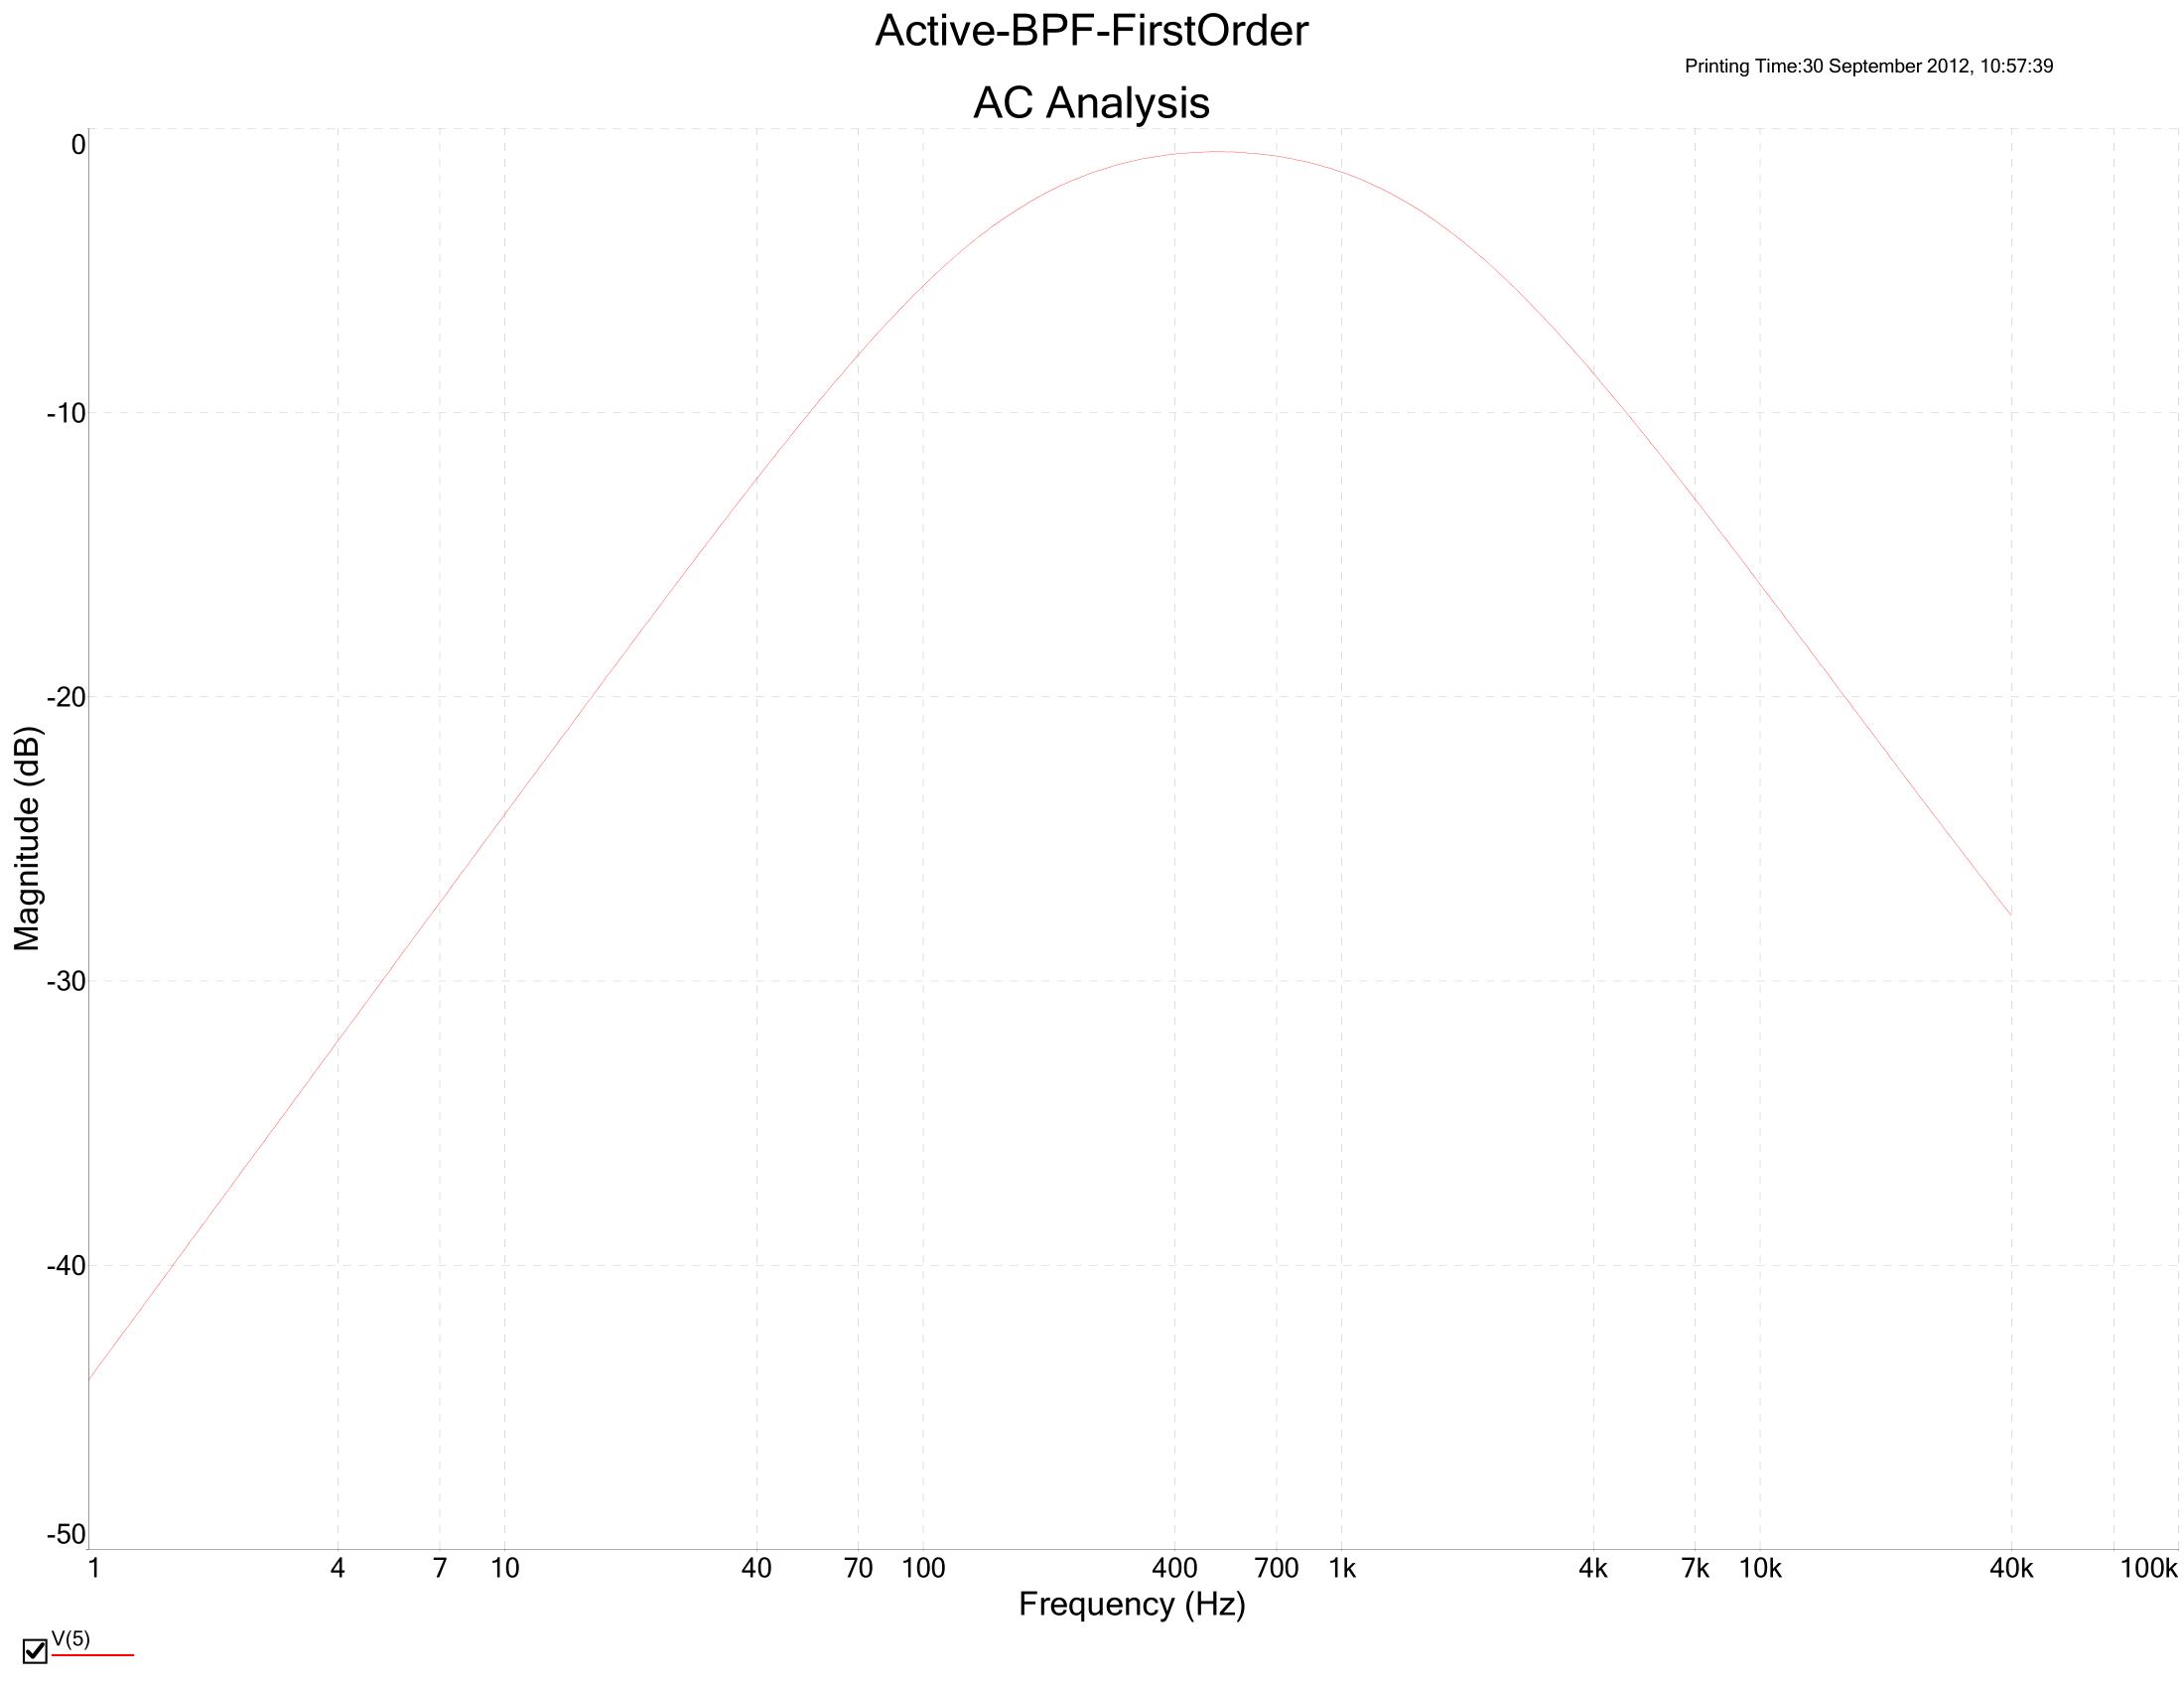 Active-BPF-FirstOrder
Printing Time:30 September 2012, 10:57:39
AC Analysis
0
-10
-20
-30
-40
-50
Magnitude (dB)
1 4 7 10 40 70 100 400 700 1k 4k 7k 10k 40k 100k
Frequency (Hz)
V(5)